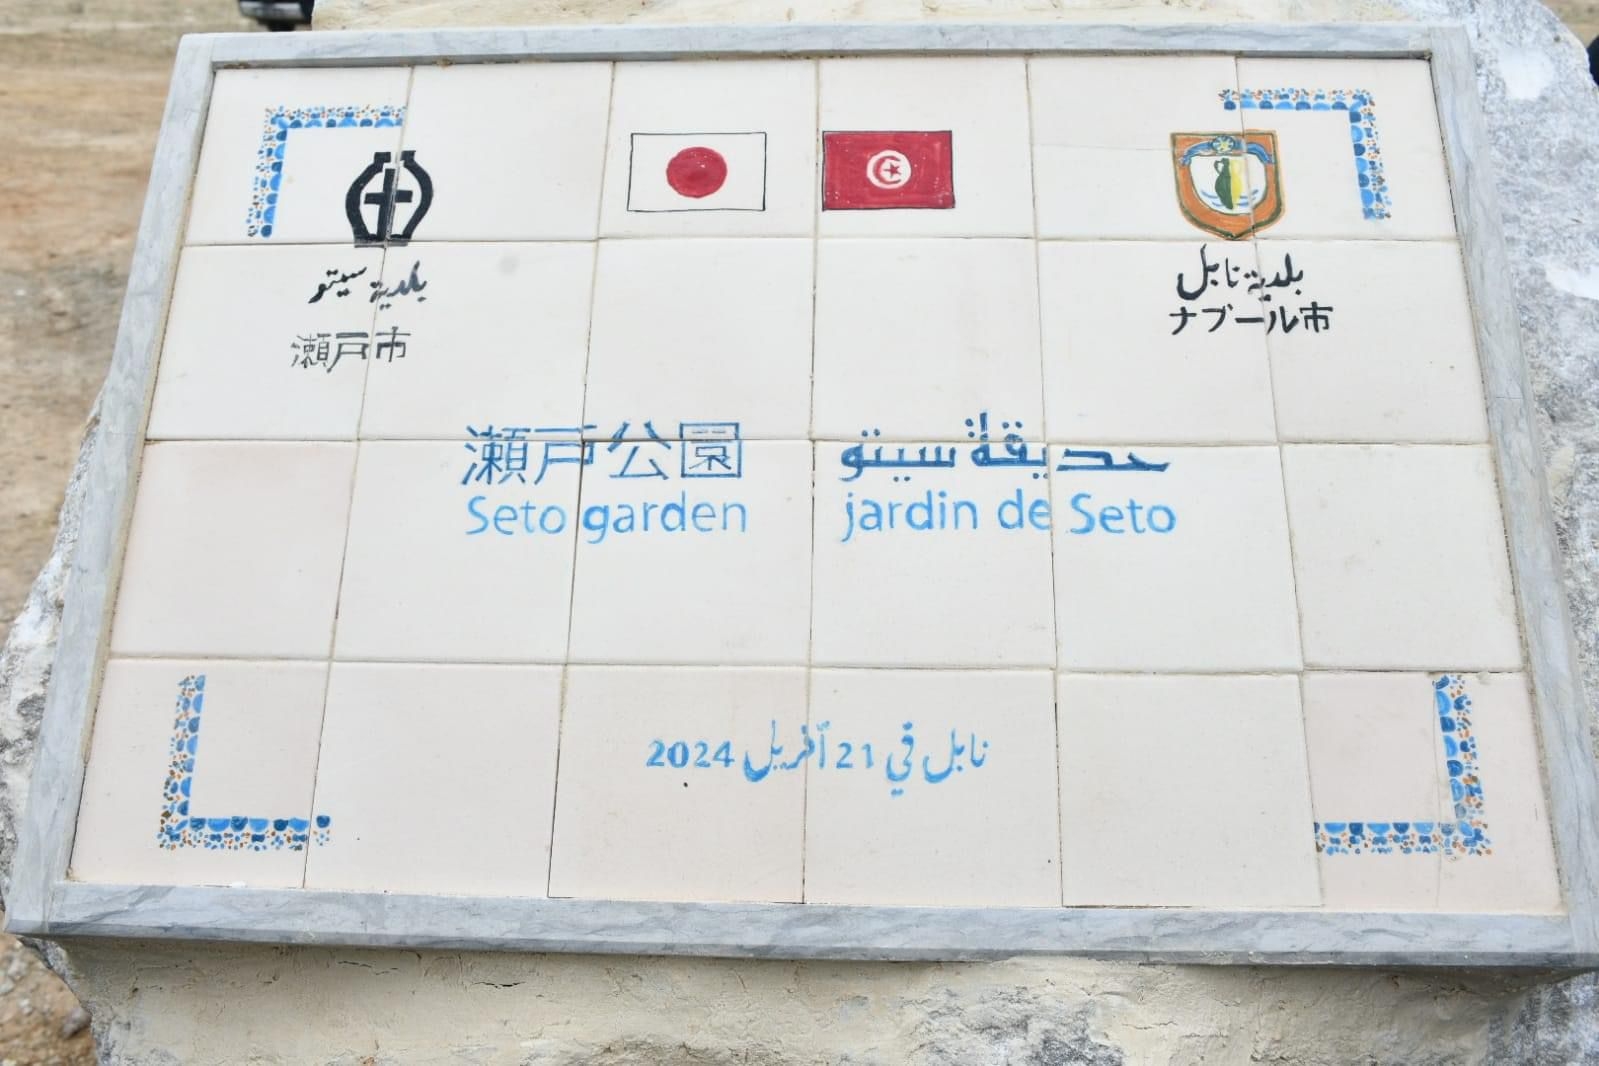 بلدية سيتو
瀬戸市
بلدية نابل
ナブール市
瀬戸公園
حديقة سيتو
Seto garden
jardin de Seto
نابل في 21 أفريل 2024